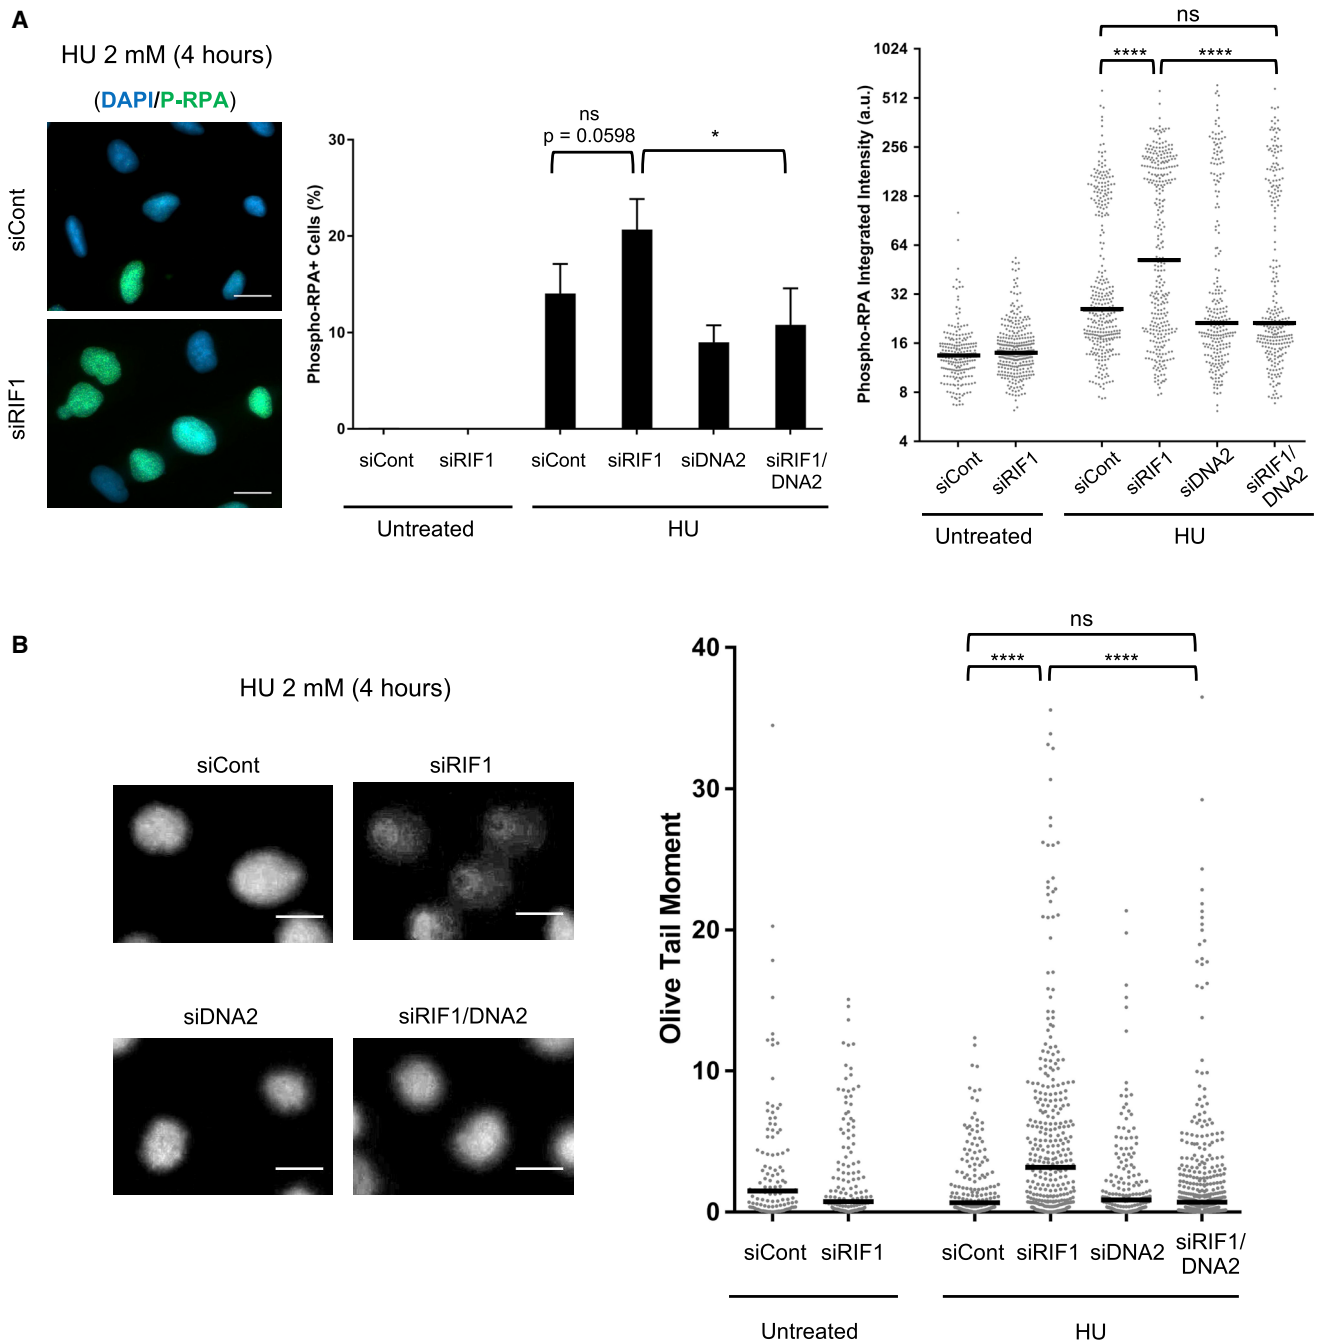 A
HU 2 mM (4 hours)
(DAPI/P-RPA)
siCont
siRIF1
Phospho-RPA+ Cells (%)
30
20
10
0
ns
p = 0.0598
*
siCont siRIF1 siCont siRIF1 siDNA2 siRIF1/
DNA2
Untreated HU
Phospho-RPA Integrated Intensity (a.u.)
1024
512
256
128
64
32
16
8
4
ns
**** ****
siCont siRIF1 siCont siRIF1 siDNA2 siRIF1/
DNA2
Untreated HU
B
HU 2 mM (4 hours)
siCont siRIF1
siDNA2 siRIF1/DNA2
Olive Tail Moment
40
30
20
10
0
ns
**** ****
siCont siRIF1 siCont siRIF1 siDNA2 siRIF1/
DNA2
Untreated HU